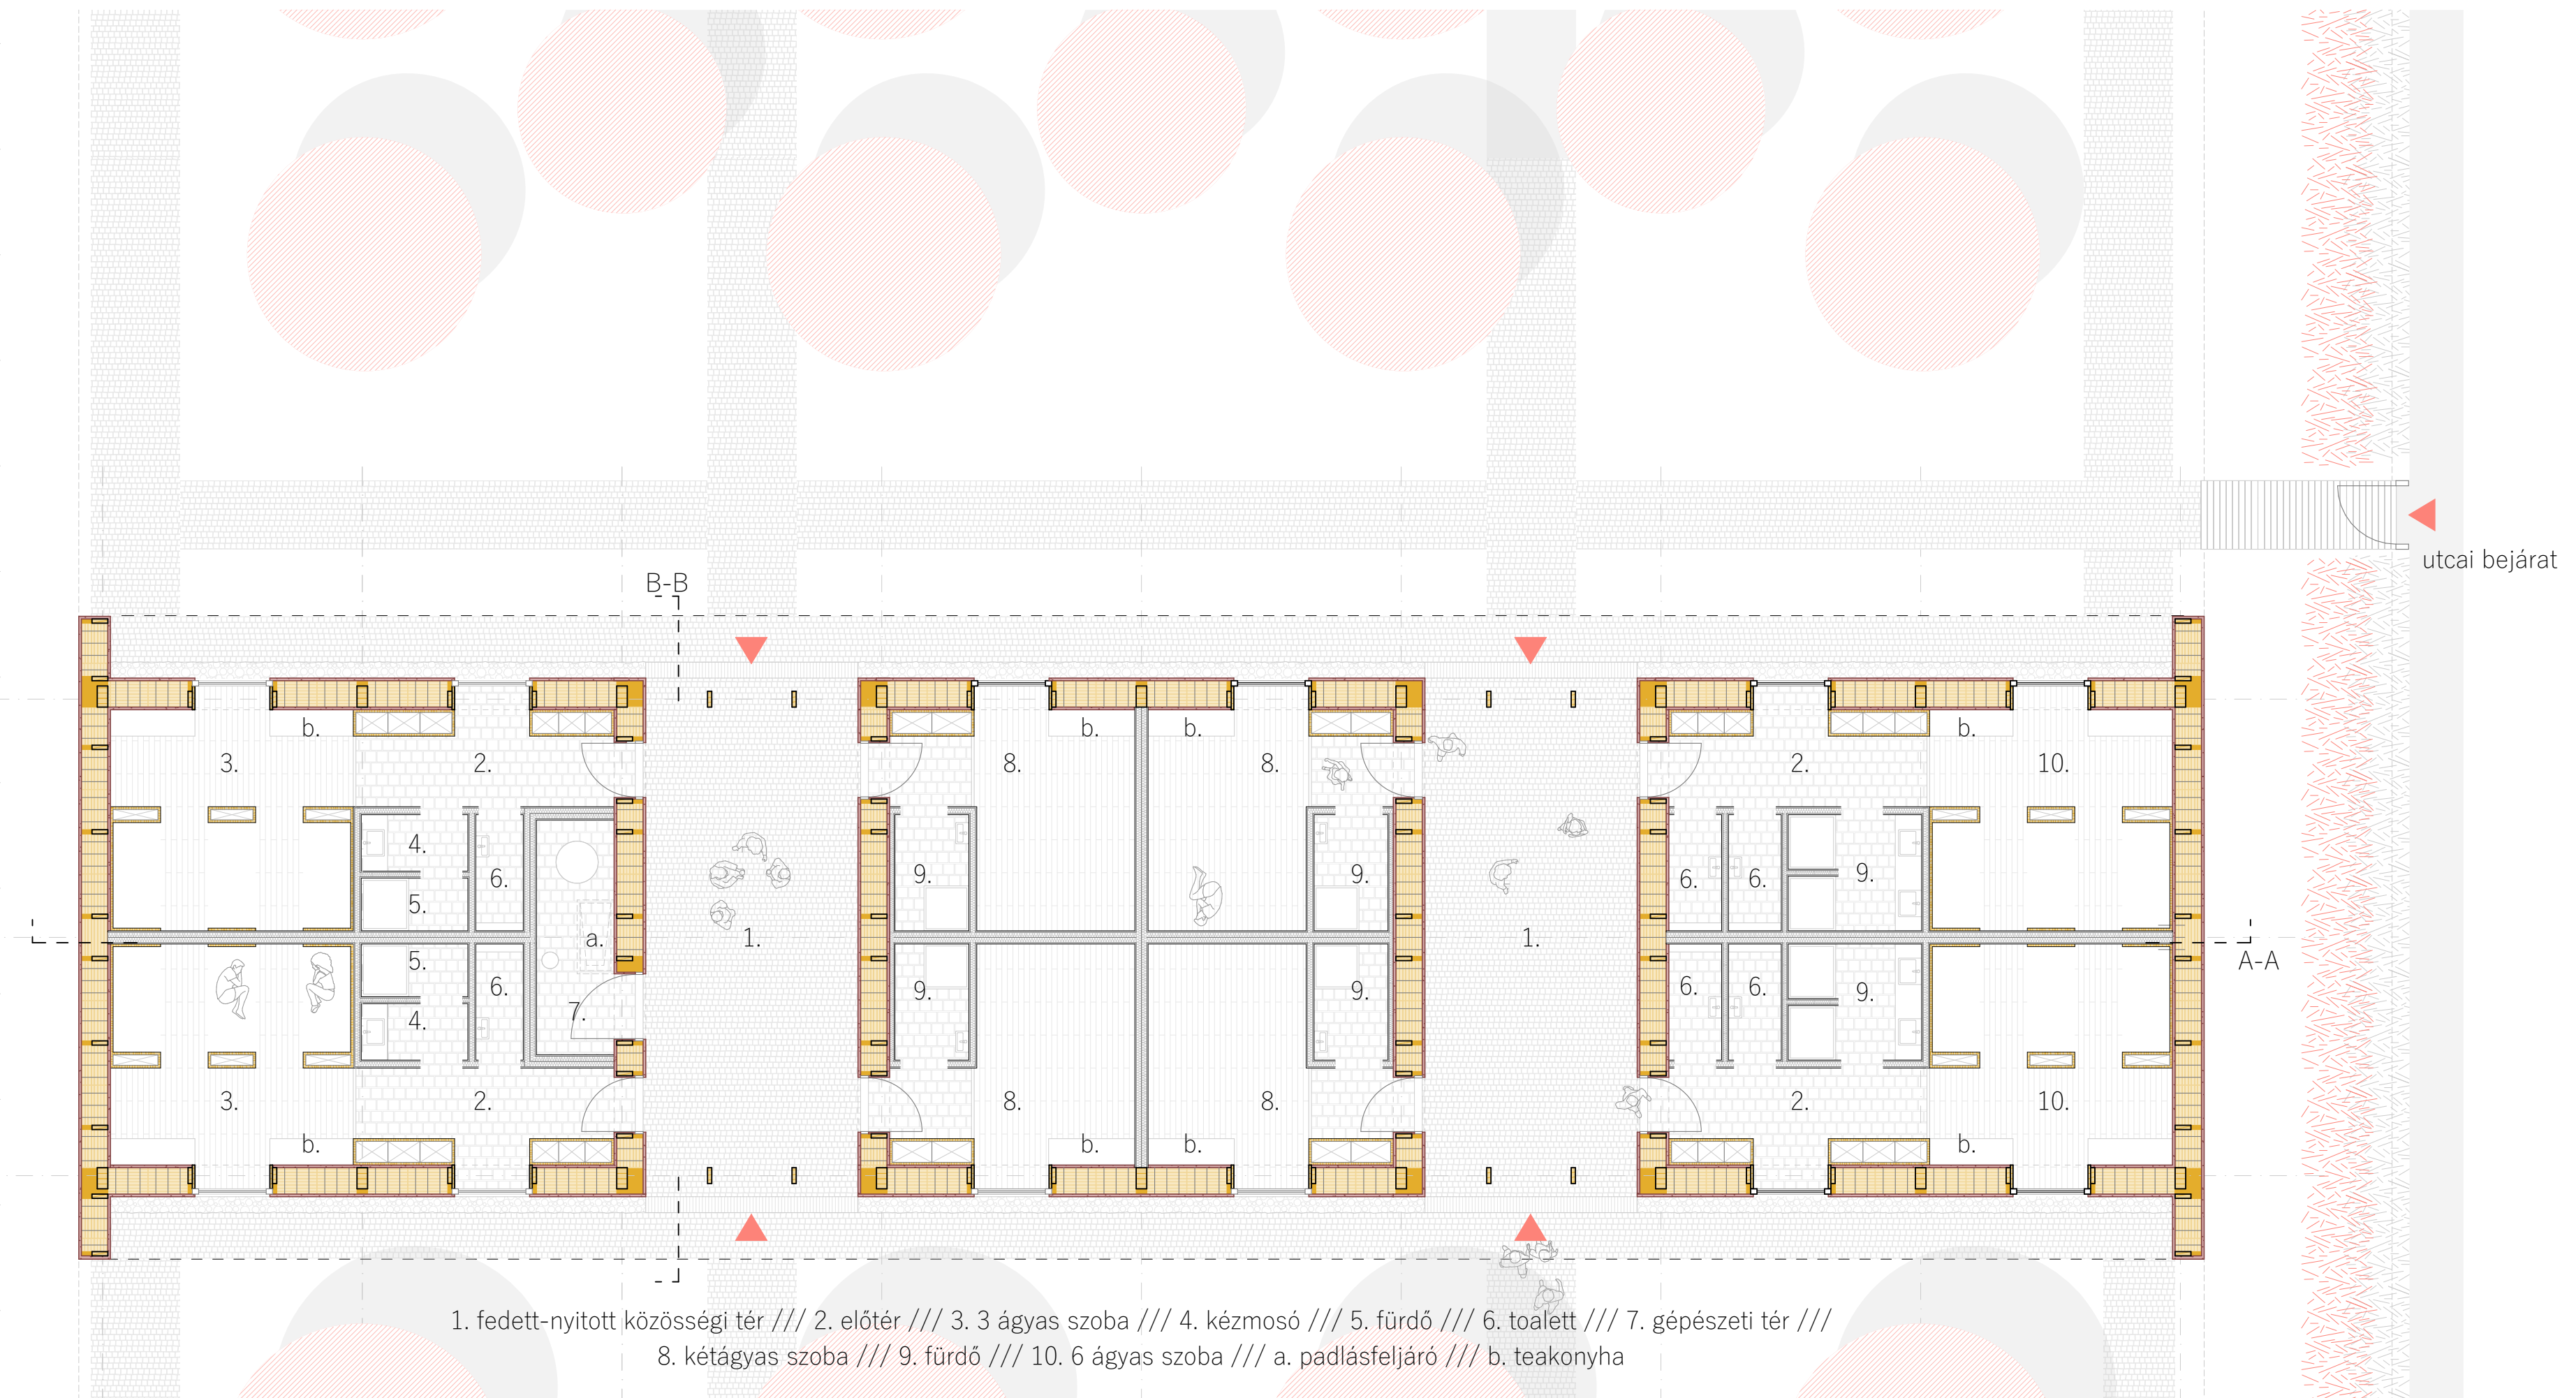 utcai bejárat
B-B
b. b. b. b.
3. 2. 8. 8. 2. 10.
4. 6. 9. 9. 6. 6. 9.
5.
a. 1. 1.
5. A-A
6. 9. 9. 6. 6. 9.
4. 7.
3. 2. 8. 8. 2. 10.
b. b. b. b.
1. fedett-nyitott közösségi tér /// 2. előtér /// 3. 3 ágyas szoba /// 4. kézmosó /// 5. fürdő /// 6. toalett /// 7. gépészeti tér ///
8. kétágyas szoba /// 9. fürdő /// 10. 6 ágyas szoba /// a. padlásfeljáró /// b. teakonyha